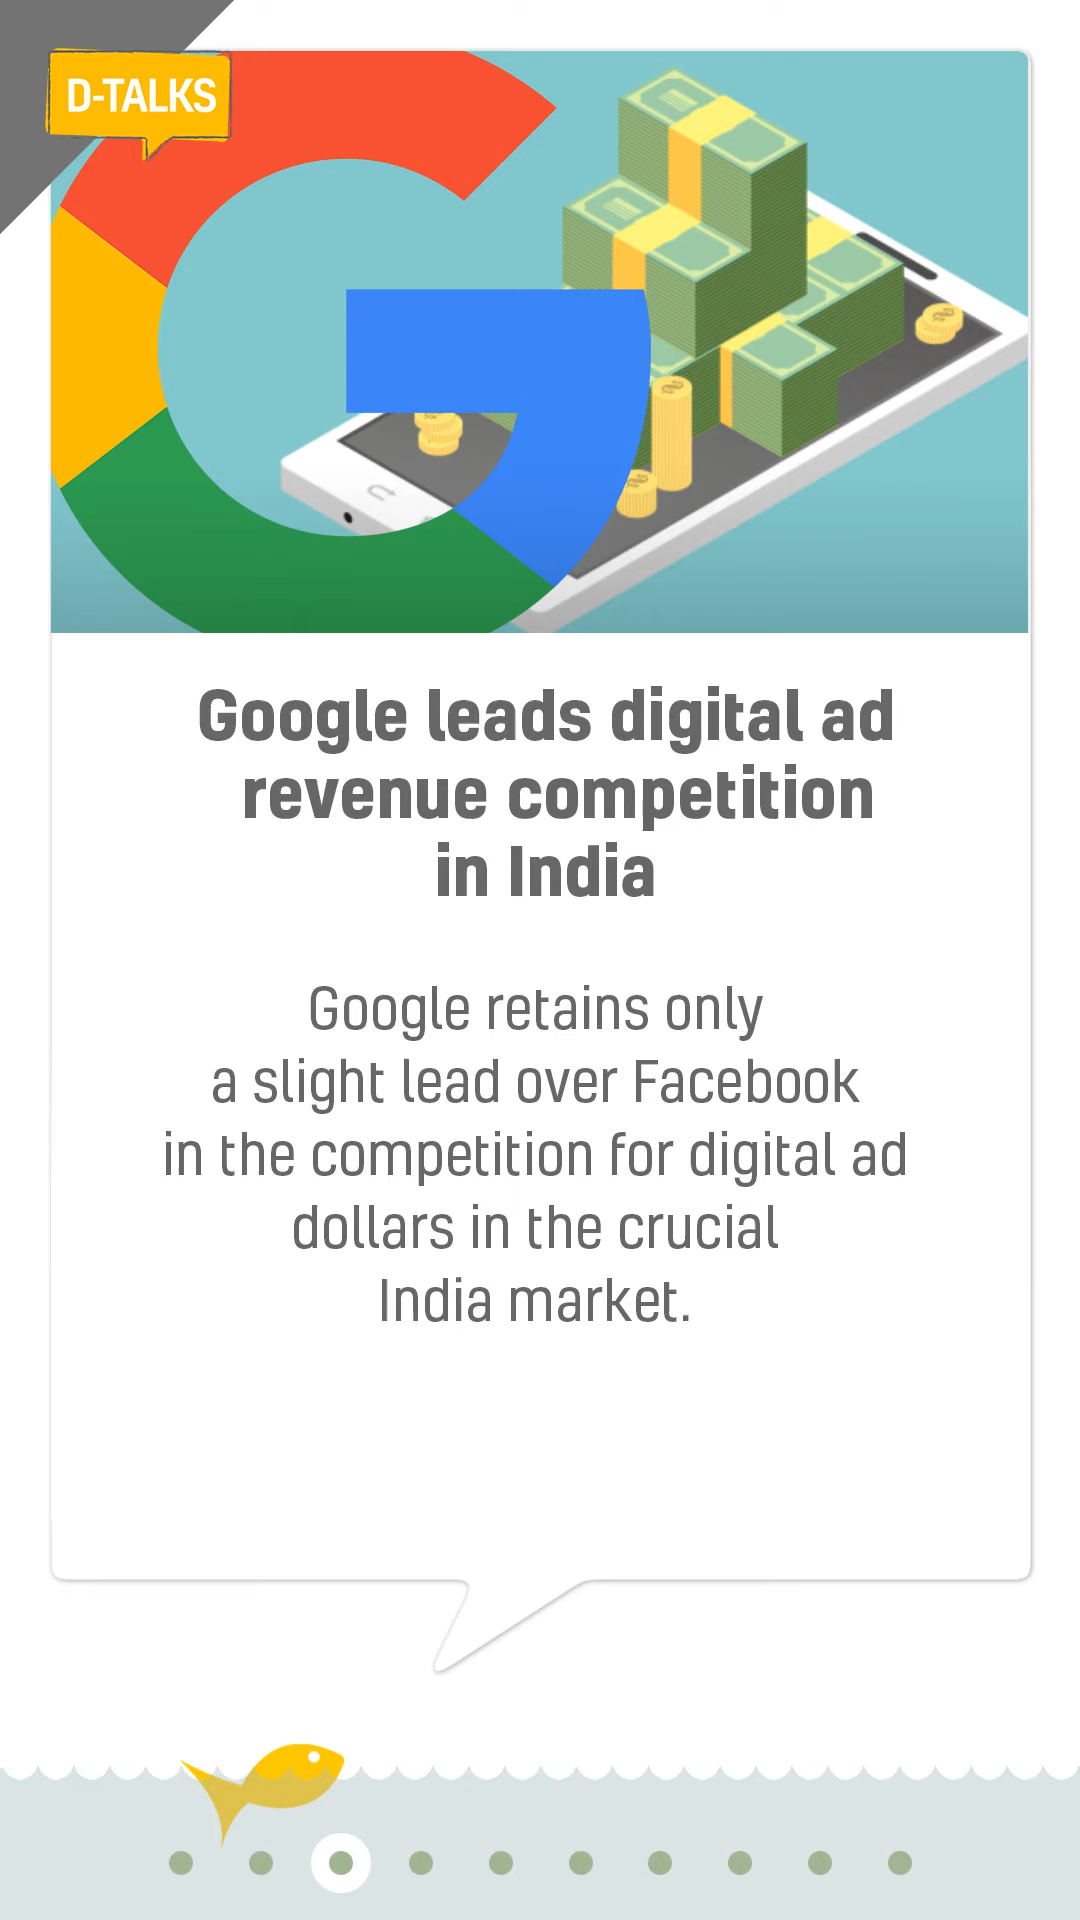 D-TALKS
Google leads digital ad
revenue competition
in India
Google retains only
a slight lead over Facebook
in the competition for digital ad
dollars in the crucial
India market.